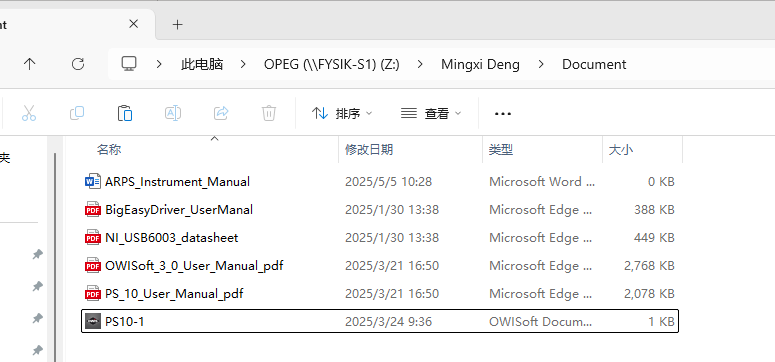 nt
此电脑 > OPEG (\\FYSIK-S1) (Z:) > Mingxi Deng > Document
排序 查看 ...
夹
名称 修改日期 类型 大小
ARPS_Instrument_Manual 2025/5/5 10:28 Microsoft Word ... 0 KB
BigEasyDriver_UserManal 2025/1/30 13:38 Microsoft Edge ... 388 KB
NI_USB6003_datasheet 2025/1/30 13:38 Microsoft Edge ... 449 KB
OWISoft_3_0_User_Manual_pdf 2025/3/21 16:50 Microsoft Edge ... 2,768 KB
PS_10_User_Manual_pdf 2025/3/21 16:50 Microsoft Edge ... 2,078 KB
PS10-1 2025/3/24 9:36 OWISoft Docum... 1 KB